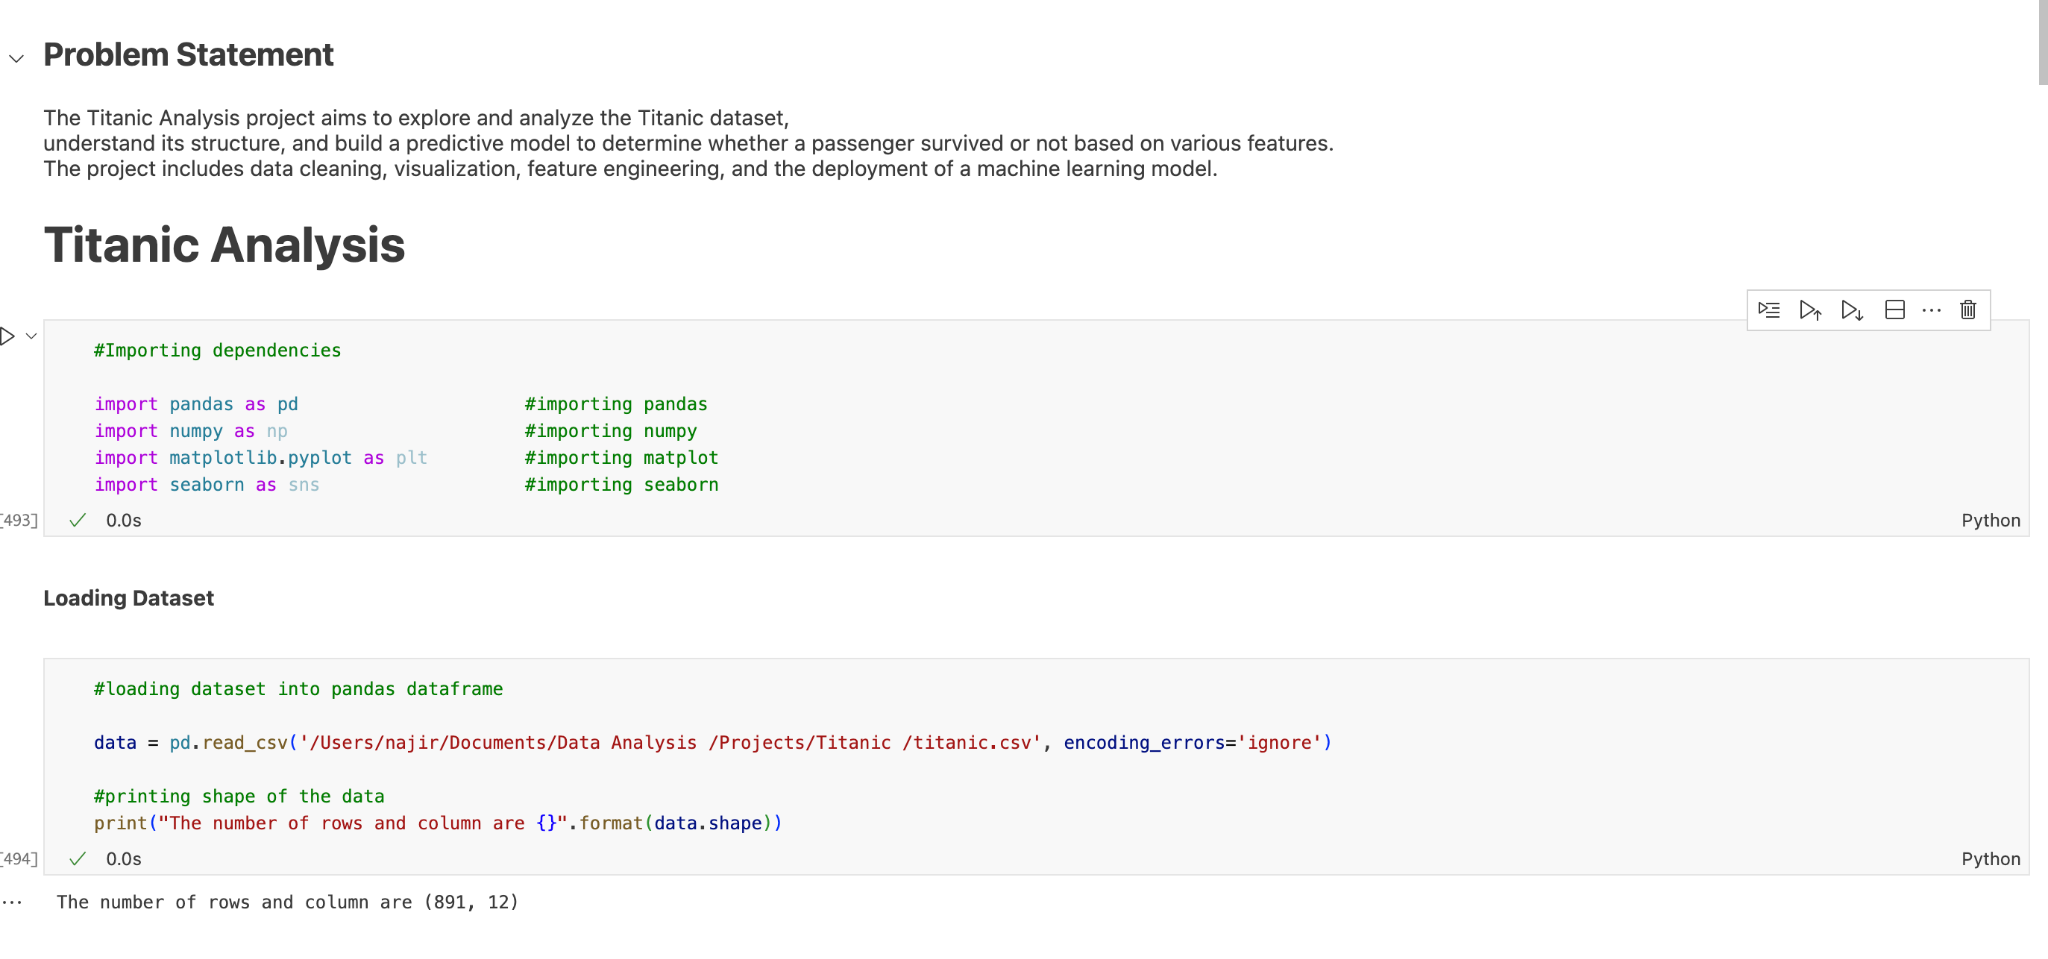 Problem Statement
The Titanic Analysis project aims to explore and analyze the Titanic dataset,
understand its structure, and build a predictive model to determine whether a passenger survived or not based on various features.
The project includes data cleaning, visualization, feature engineering, and the deployment of a machine learning model.
Titanic Analysis
#Importing dependencies
import pandas as pd #importing pandas
import numpy as np #importing numpy
import matplotlib.pyplot as plt #importing matplot
import seaborn as sns #importing seaborn
[493] 0.0s Python
Loading Dataset
#loading dataset into pandas dataframe
data = pd.read_csv('/Users/najir/Documents/Data Analysis /Projects/Titanic /titanic.csv', encoding_errors='ignore')
#printing shape of the data
print("The number of rows and column are {}".format(data.shape))
[494] 0.0s Python
The number of rows and column are (891, 12)